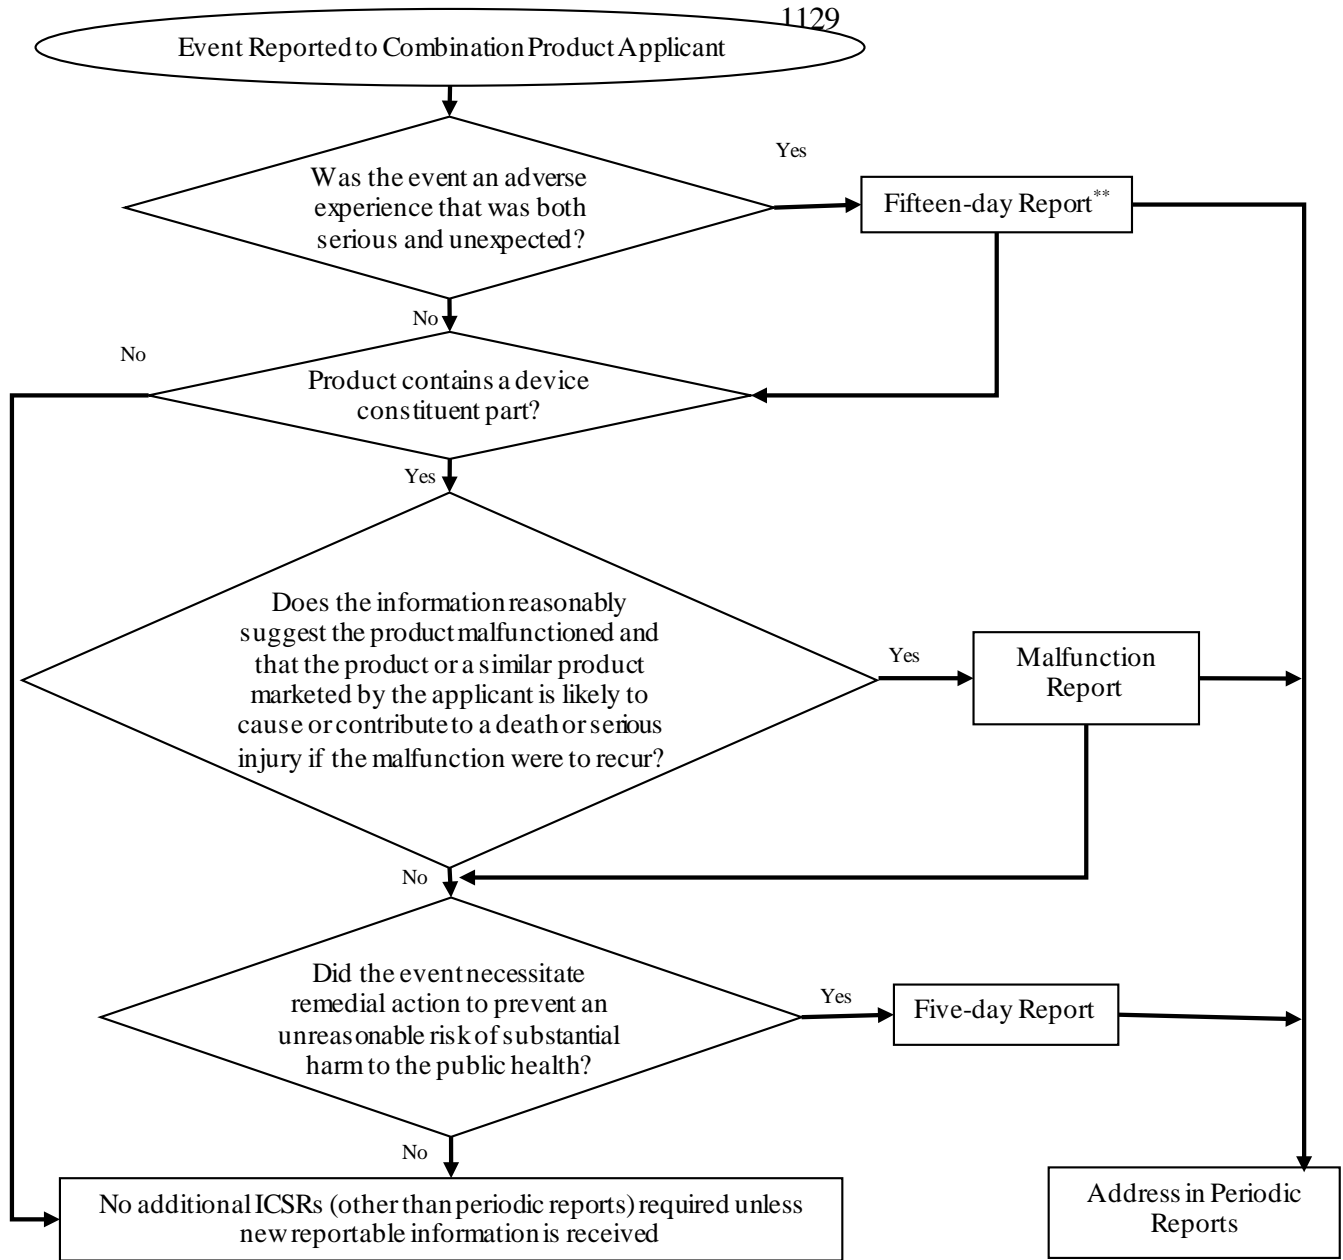 1129
Event Reported to Combination Product Applicant
Yes
Was the event an adverse
experience that was both
serious and unexpected?
Fifteen-day Report**
No
No
Product contains a device
constituent part?
Yes
Does the information reasonably
suggest the product malfunctioned and
that the product or a similar product
marketed by the applicant is likely to
cause or contribute to a death or serious
injury if the malfunction were to recur?
Yes
Malfunction
Report
No
Did the event necessitate
remedial action to prevent an
unreasonable risk of substantial
harm to the public health?
Yes
Five-day Report
No
No additional ICSRs (other than periodic reports) required unless
new reportable information is received
Address in Periodic
Reports